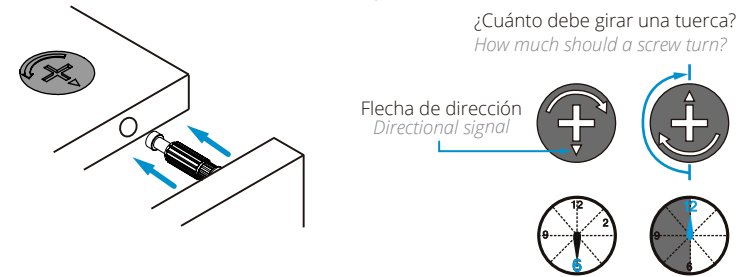 ¿Cuánto debe girar una tuerca?
How much should a screw turn?
Flecha de dirección
Directional signal
12
2
9
6
12
9
6